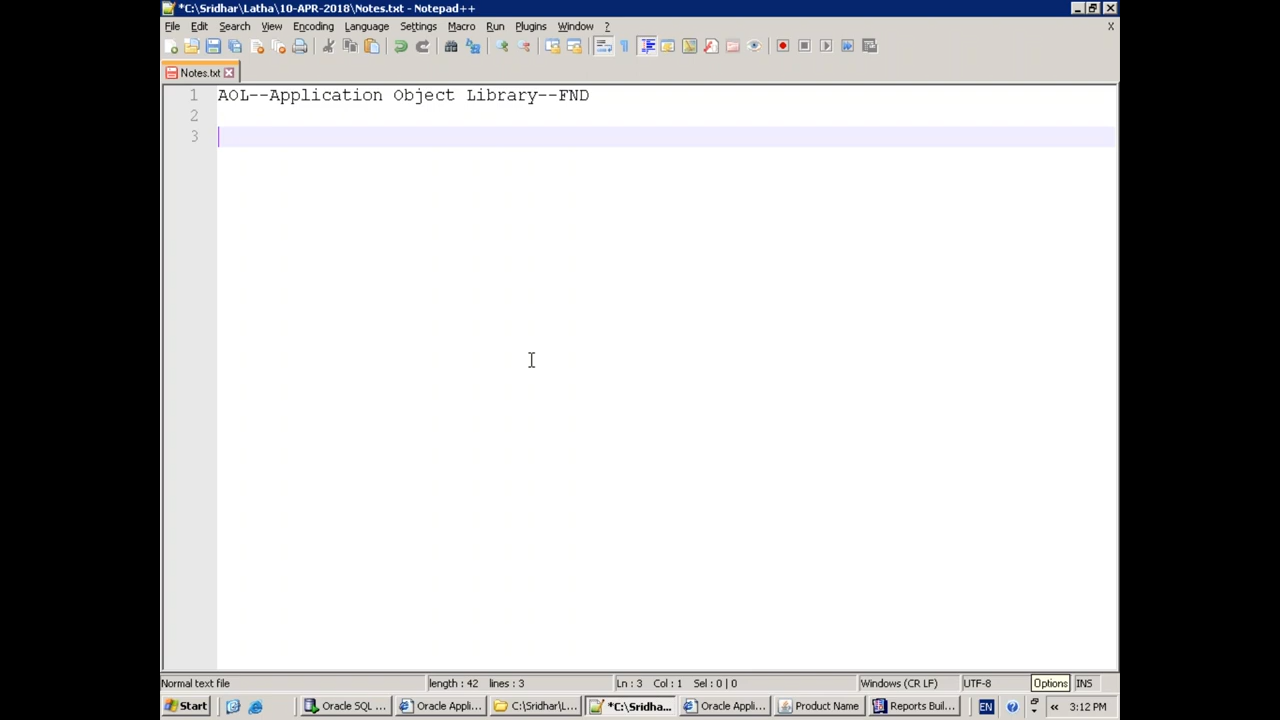 *C:\Sridhar\Latha\10-APR-2018\Notes.txt - Notepad++
File Edit Search View Encoding Language Settings Macro Run Plugins Window ? X
Notes.txt
1 AOL--Application Object Library--FND
2
3
Normal text file length : 42 lines : 3 Ln : 3 Col : 1 Sel : 0 | 0 Windows (CR LF) UTF-8 Options INS
Start Oracle SQL ... Oracle Appli... C:\Sridhar\L... *C:\Sridha... Oracle Appli... Product Name Reports Buil... EN ? « 3:12 PM